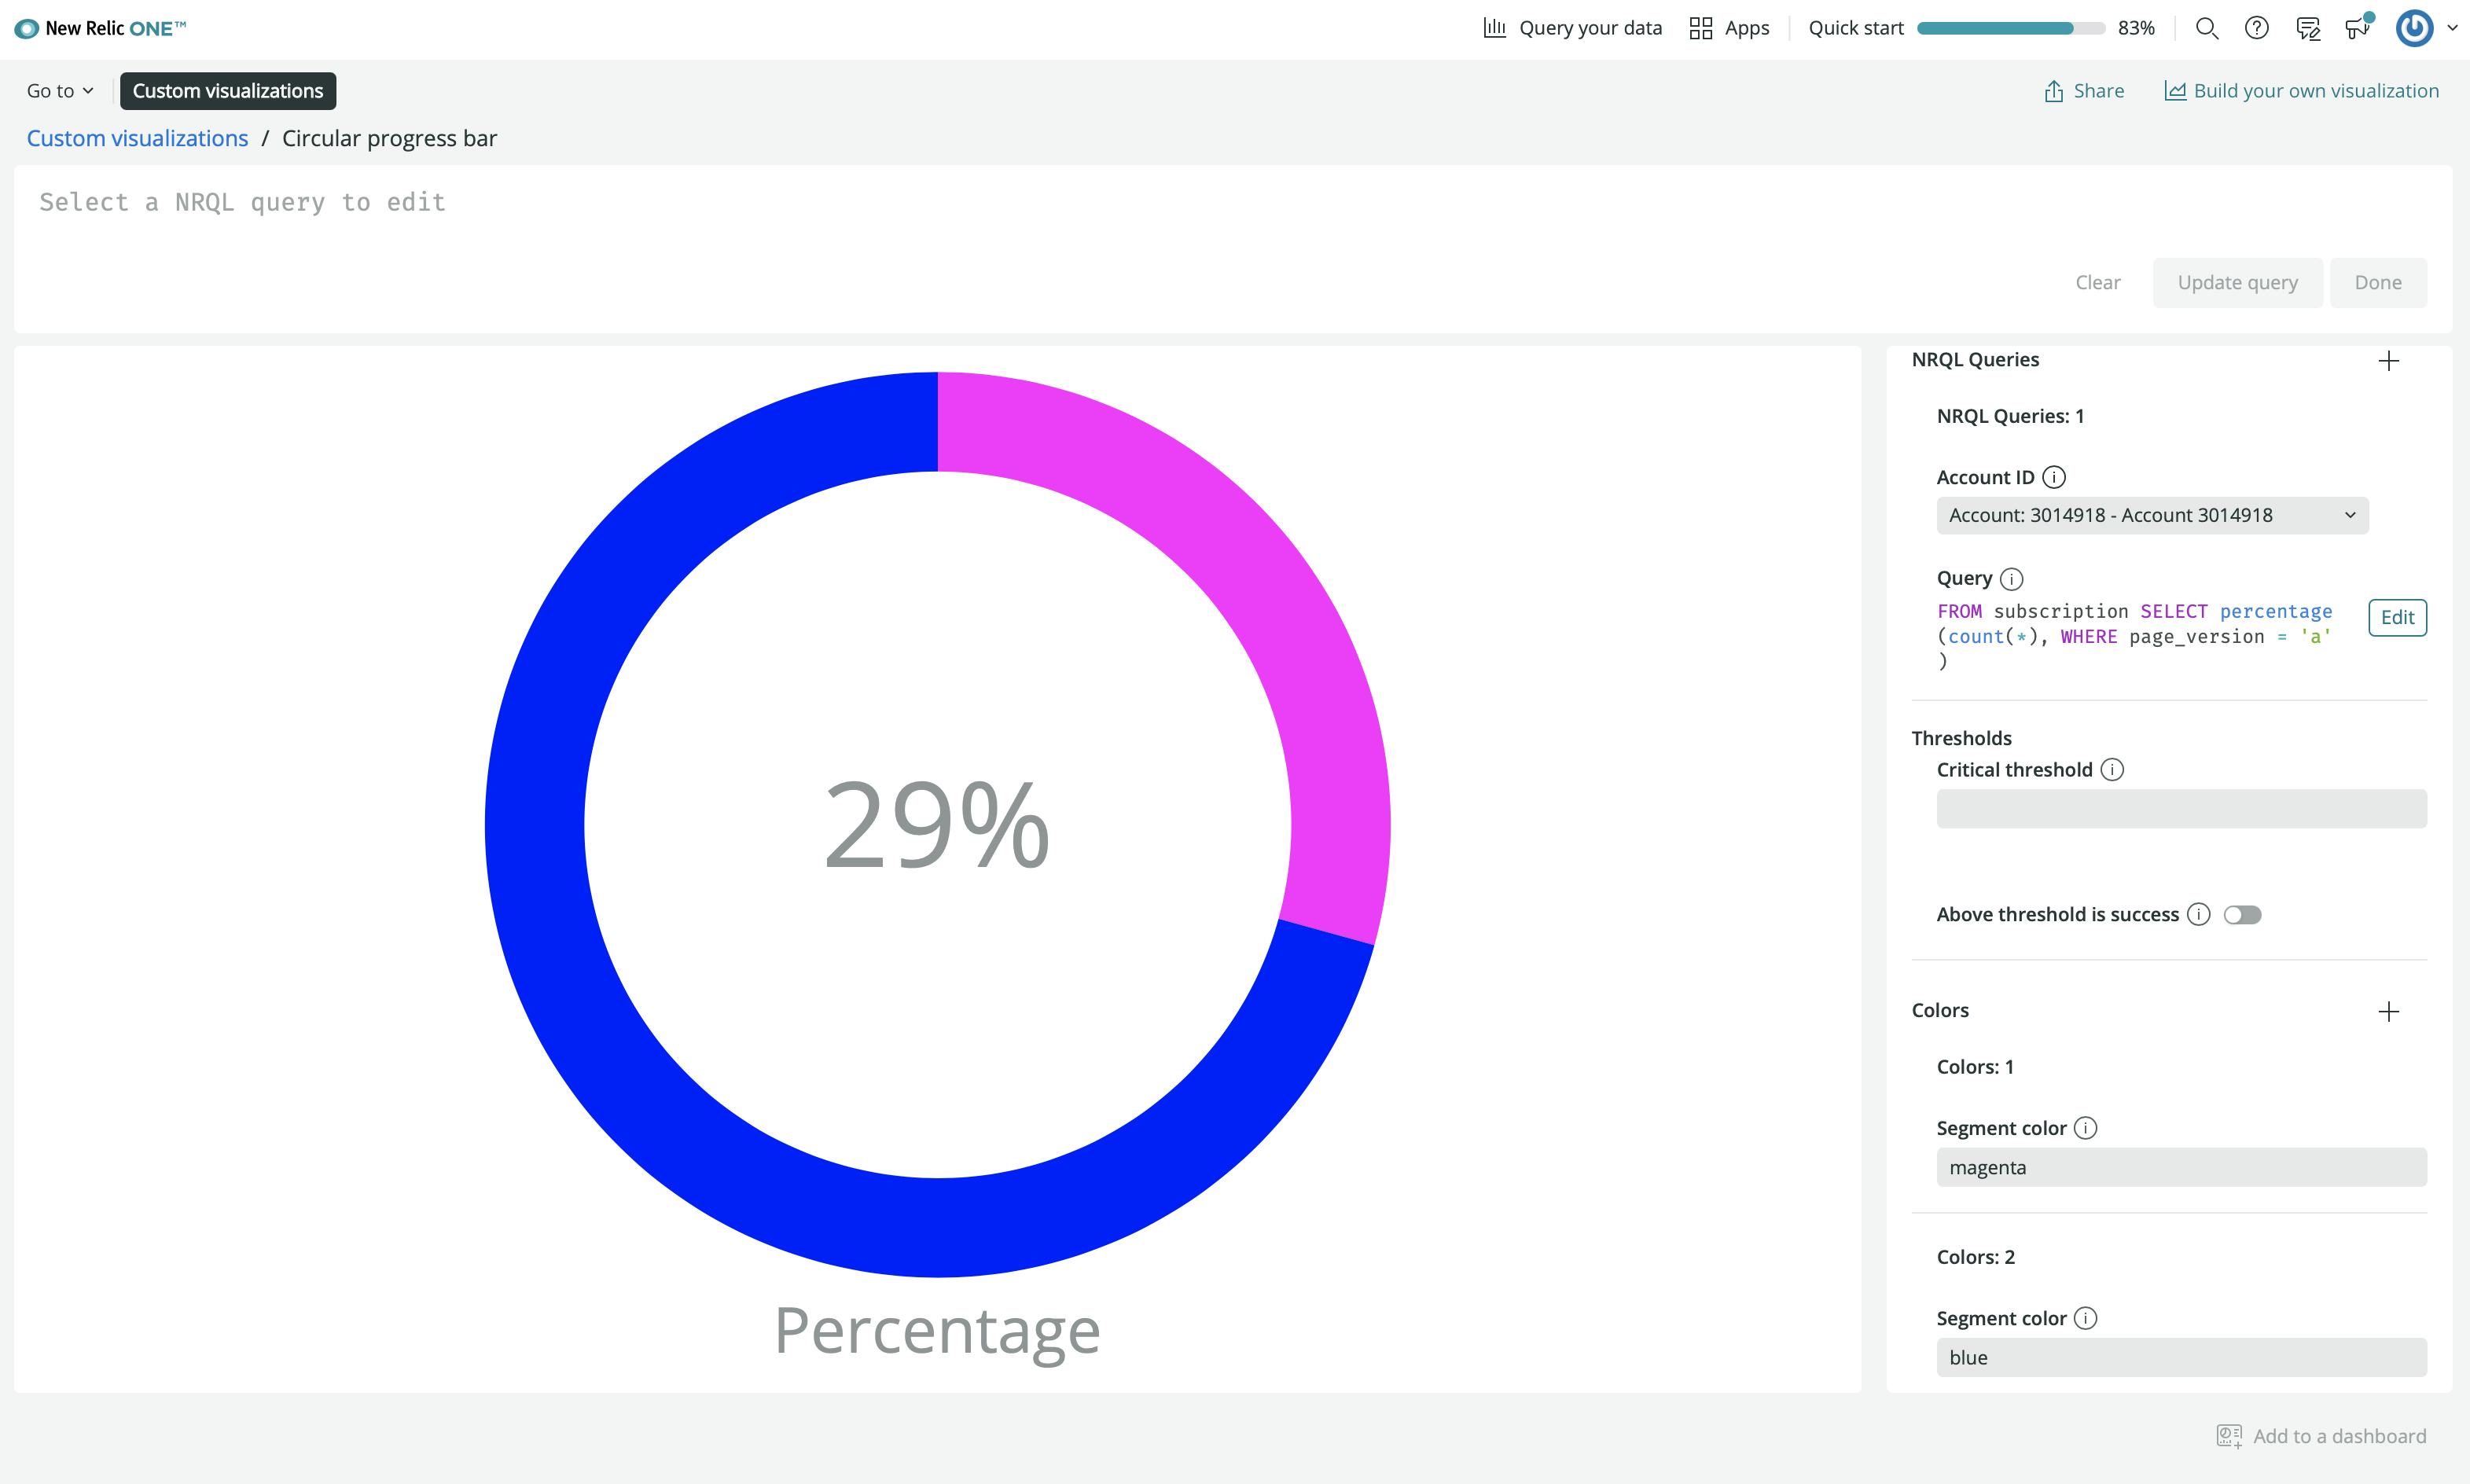 New Relic ONE™
Query your data
Apps
Quick start
83%
Go to
Custom visualizations
Share
Build your own visualization
Custom visualizations / Circular progress bar
Select a NRQL query to edit
Clear
Update query
Done
29%
Percentage
NRQL Queries
NRQL Queries: 1
Account ID
Account: 3014918 - Account 3014918
Query
FROM subscription SELECT percentage
(count(*), WHERE page_version = 'a'
)
Edit
Thresholds
Critical threshold
Above threshold is success
Colors
Colors: 1
Segment color
magenta
Colors: 2
Segment color
blue
Add to a dashboard